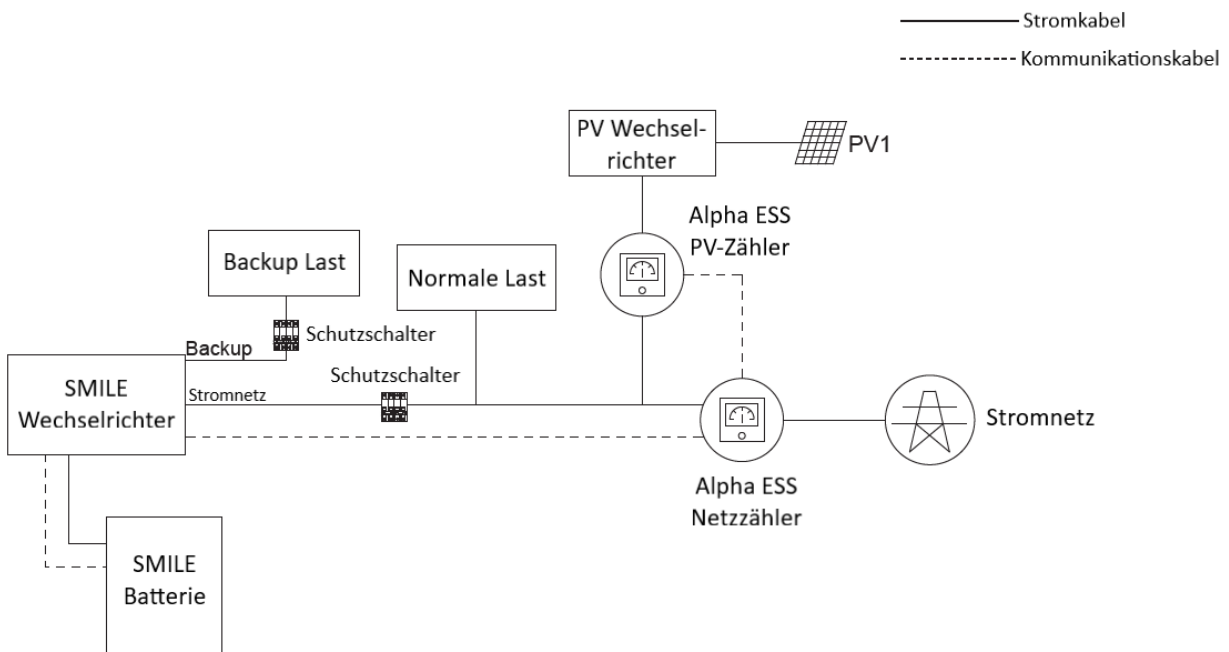 Stromkabel
Kommunikationskabel
PV Wechsel-
richter
PV1
Alpha ESS
PV-Zähler
Backup Last
Normale Last
Schutzschalter
Backup
Schutzschalter
SMILE
Wechselrichter
Stromnetz
Stromnetz
Alpha ESS
Netzzähler
SMILE
Batterie